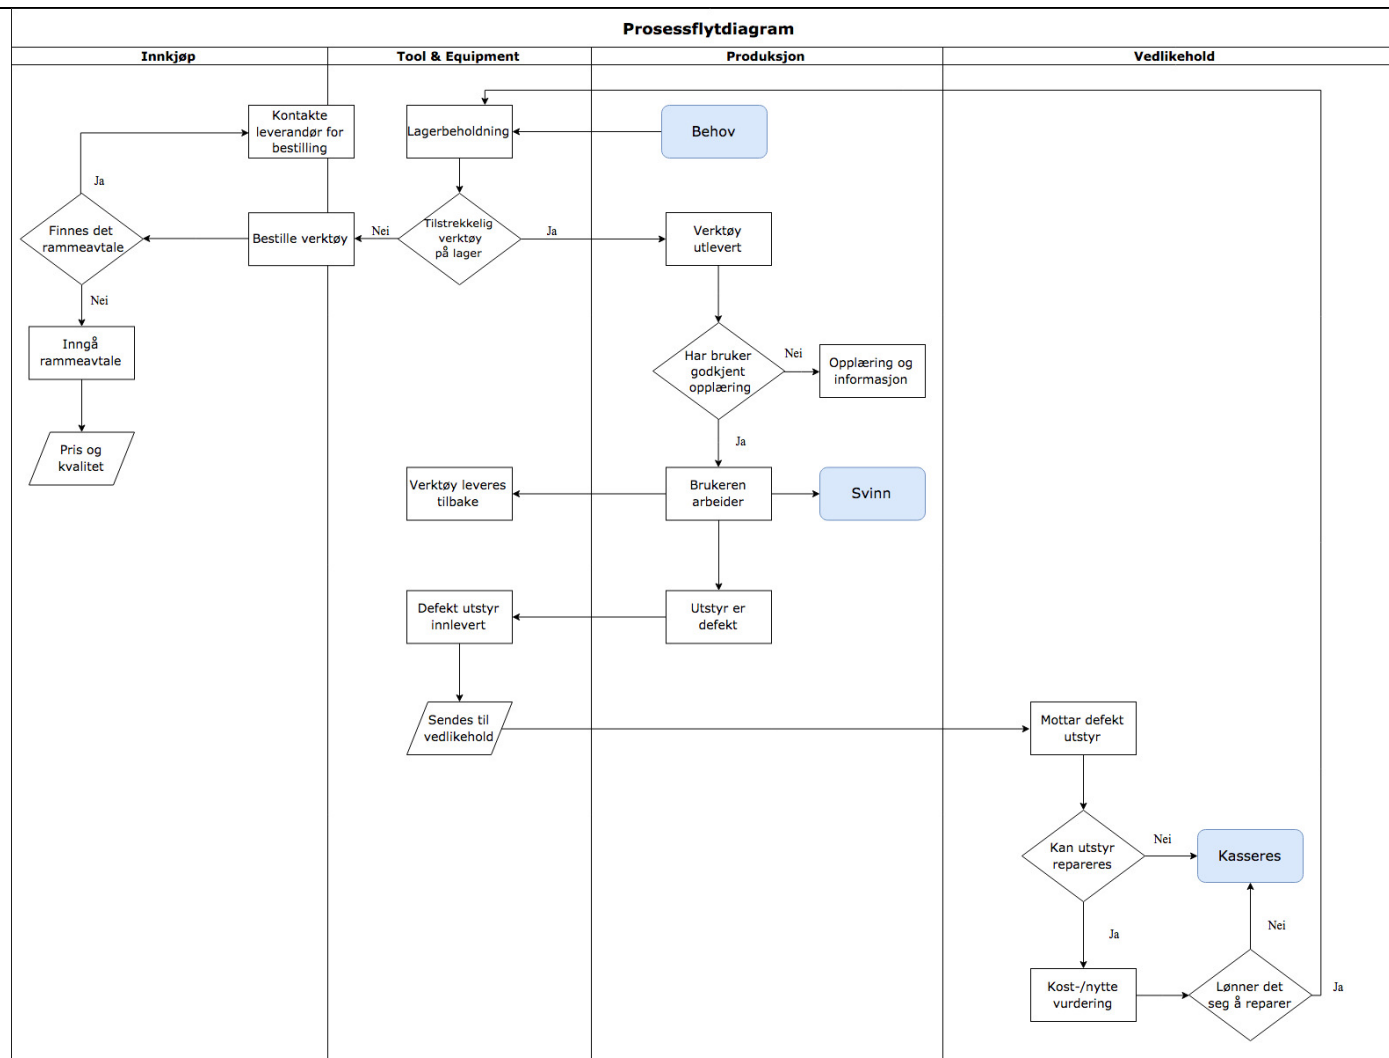 Prosessflytdiagram
Innkjøp
Tool & Equipment
Produksjon
Vedlikehold
Kontakte
leverandør for
bestilling
Lagerbeholdning
Behov
Ja
Finnes det
rammeavtale
Bestille verktøy
Nei
Tilstrekkelig
verktøy
på lager
Ja
Verktøy
utlevert
Nei
Inngå
rammeavtale
Har bruker
godkjent
opplæring
Nei
Opplæring og
informasjon
Pris og
kvalitet
Ja
Verktøy leveres
tilbake
Brukeren
arbeider
Svinn
Defekt utstyr
innlevert
Utstyr er
defekt
Sendes til
vedlikehold
Mottar defekt
utstyr
Kan utstyr
repareres
Nei
Kasseres
Ja
Nei
Kost-/nytte
vurdering
Lønner det
seg å reparer
Ja